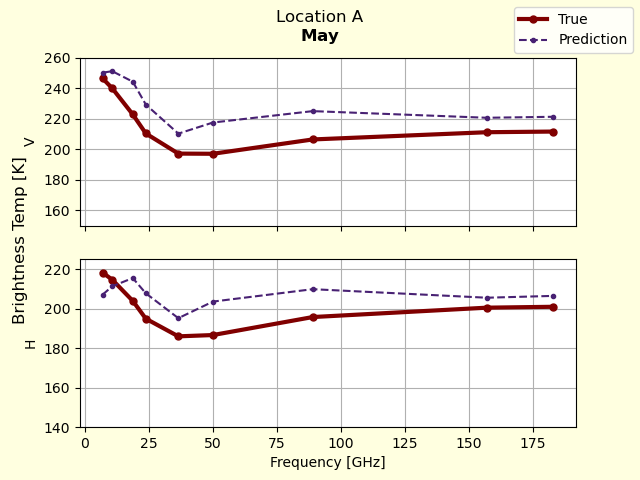 Location A
May
True
Prediction
260
240
220
200
180
160
V
Brightness Temp [K]
220
200
180
160
140
H
0 25 50 75 100 125 150 175
Frequency [GHz]